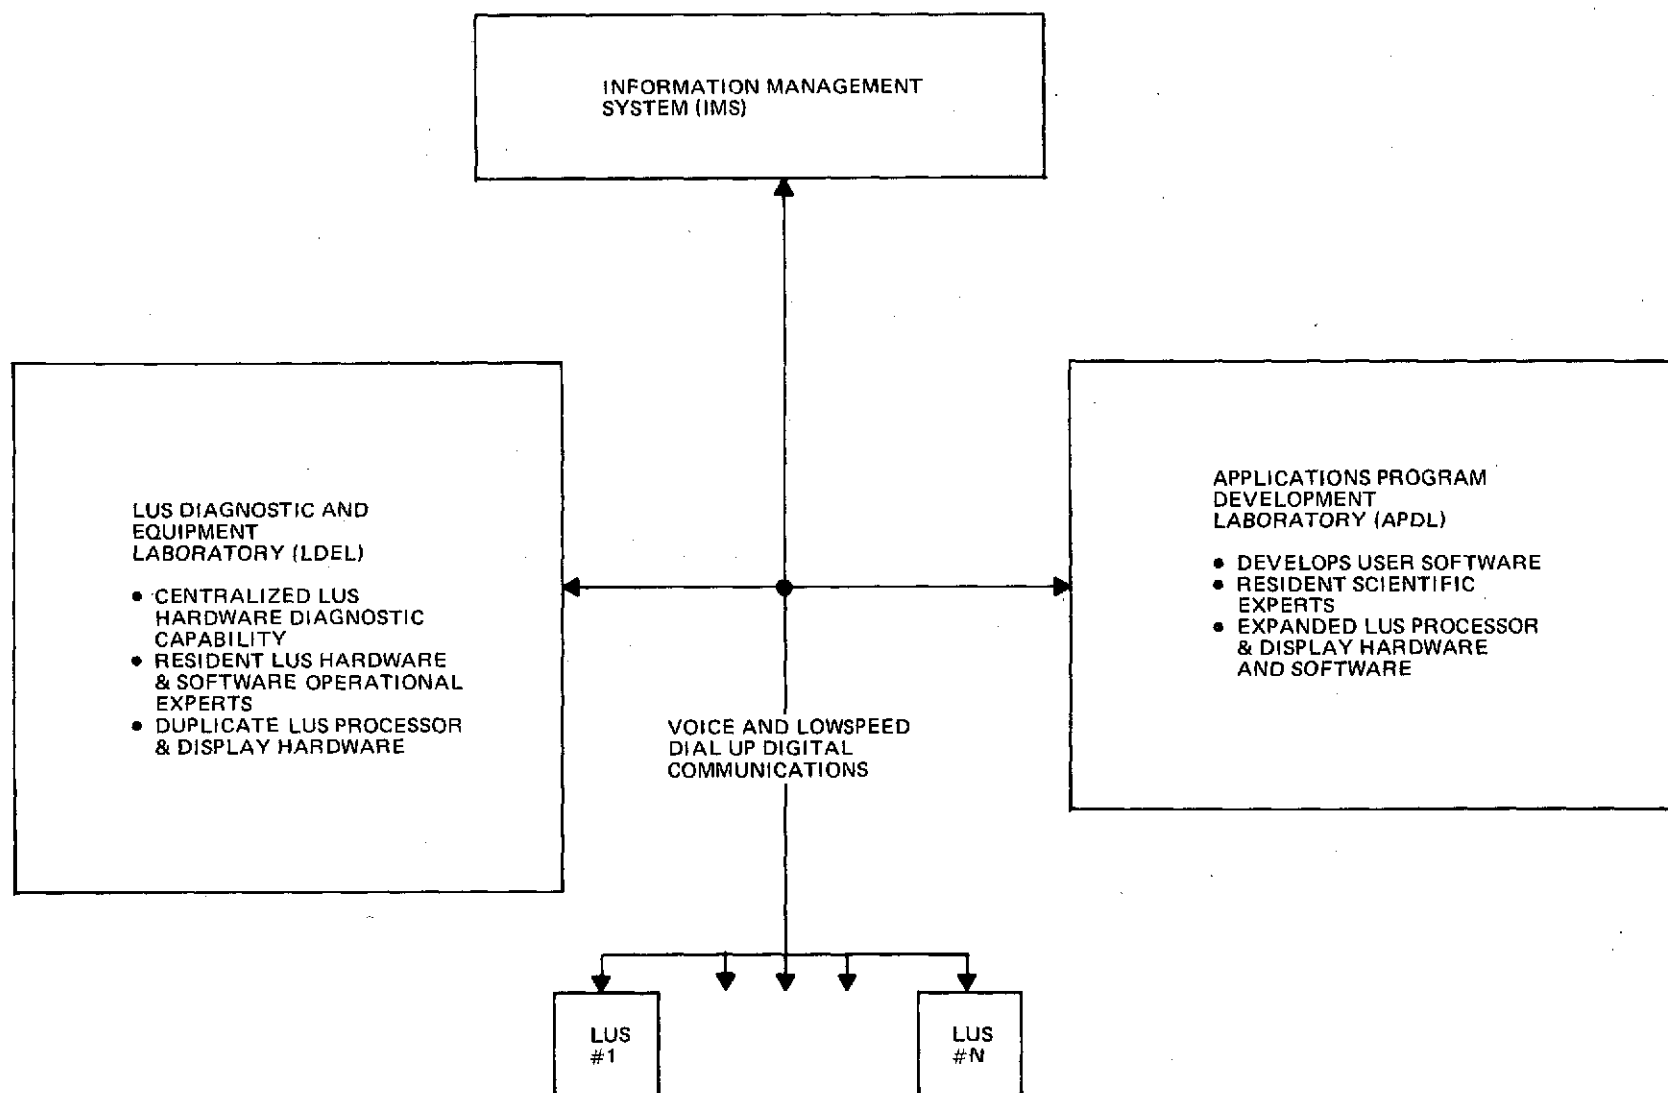 INFORMATION MANAGEMENT
SYSTEM (IMS)
LUS DIAGNOSTIC AND
EQUIPMENT
LABORATORY (LDEL)
● CENTRALIZED LUS
HARDWARE DIAGNOSTIC
CAPABILITY
● RESIDENT LUS HARDWARE
& SOFTWARE OPERATIONAL
EXPERTS
● DUPLICATE LUS PROCESSOR
& DISPLAY HARDWARE
APPLICATIONS PROGRAM
DEVELOPMENT
LABORATORY (APDL)
● DEVELOPS USER SOFTWARE
● RESIDENT SCIENTIFIC
EXPERTS
● EXPANDED LUS PROCESSOR
& DISPLAY HARDWARE
AND SOFTWARE
VOICE AND LOWSPEED
DIAL UP DIGITAL
COMMUNICATIONS
LUS
#1
LUS
#N